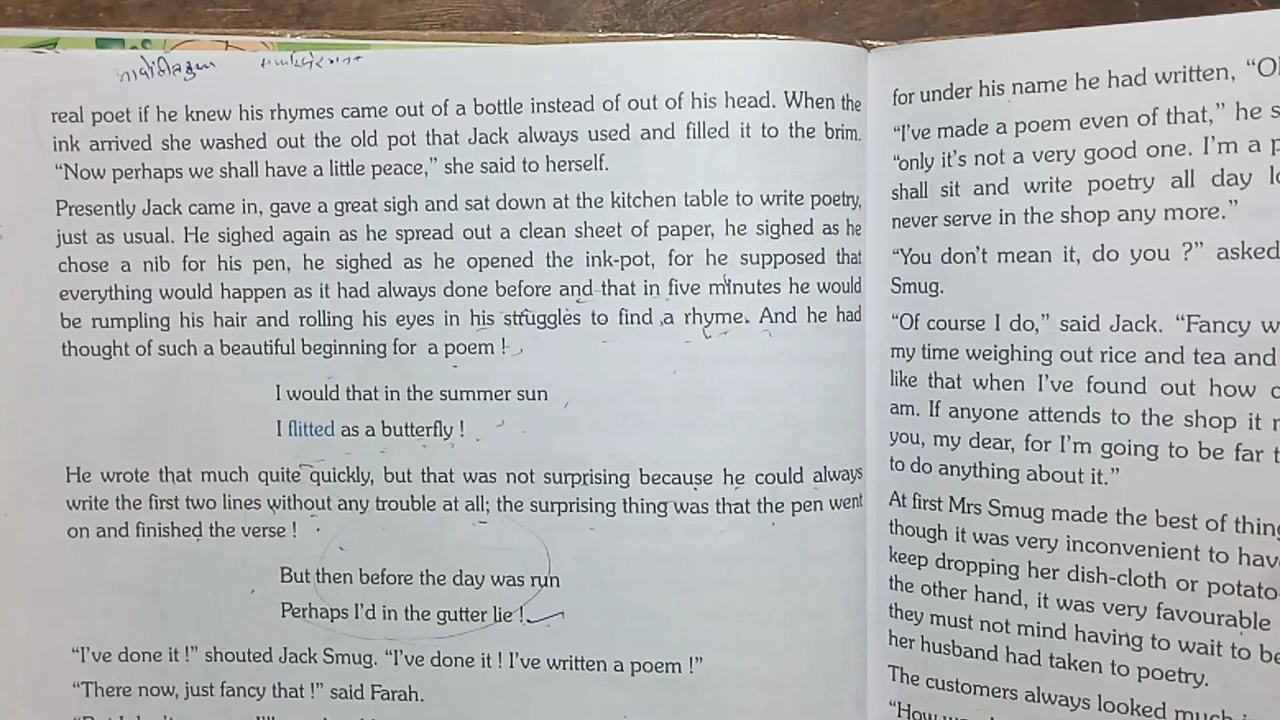 real poet if he knew his rhymes came out of a bottle instead of out of his head. When the
ink arrived she washed out the old pot that Jack always used and filled it to the brim.
“Now perhaps we shall have a little peace,” she said to herself.
Presently Jack came in, gave a great sigh and sat down at the kitchen table to write poetry,
just as usual. He sighed again as he spread out a clean sheet of paper, he sighed as he
chose a nib for his pen, he sighed as he opened the ink-pot, for he supposed that
everything would happen as it had always done before and that in five minutes he would
be rumpling his hair and rolling his eyes in his struggles to find a rhyme. And he had
thought of such a beautiful beginning for a poem !
I would that in the summer sun
I flitted as a butterfly !
He wrote that much quite quickly, but that was not surprising because he could always
write the first two lines without any trouble at all; the surprising thing was that the pen went
on and finished the verse !
But then before the day was run
Perhaps I’d in the gutter lie !
“I’ve done it !” shouted Jack Smug. “I’ve done it ! I’ve written a poem !”
“There now, just fancy that !” said Farah.
for under his name he had written,
“I’ve made a poem even of that,” he
“only it’s not a very good one. I’m a
shall sit and write poetry all day
never serve in the shop any more.”
“You don’t mean it, do you ?” asked
Smug.
“Of course I do,” said Jack. “Fancy
my time weighing out rice and tea and
like that when I’ve found out how
am. If anyone attends to the shop it
you, my dear, for I’m going to be far
to do anything about it.”
At first Mrs Smug made the best of
though it was very inconvenient to
keep dropping her dish-cloth or
the other hand, it was very favourable
they must not mind having to wait to
her husband had taken to poetry.
The customers always looked much
“How